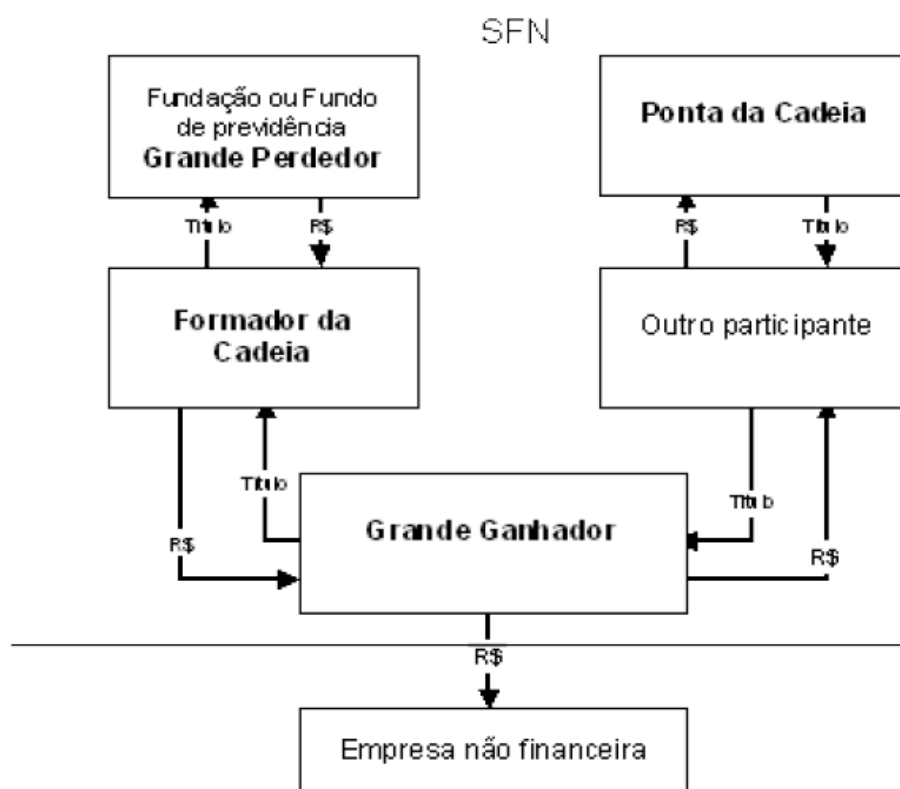 SFN
Fundação ou Fundo
de previdência
Grande Perdedor
Ponta da Cadeia
Título
R$
R$
Título
Formador da
Cadeia
Outro participante
Título
R$
Grande Ganhador
Título
R$
R$
Empresa não financeira